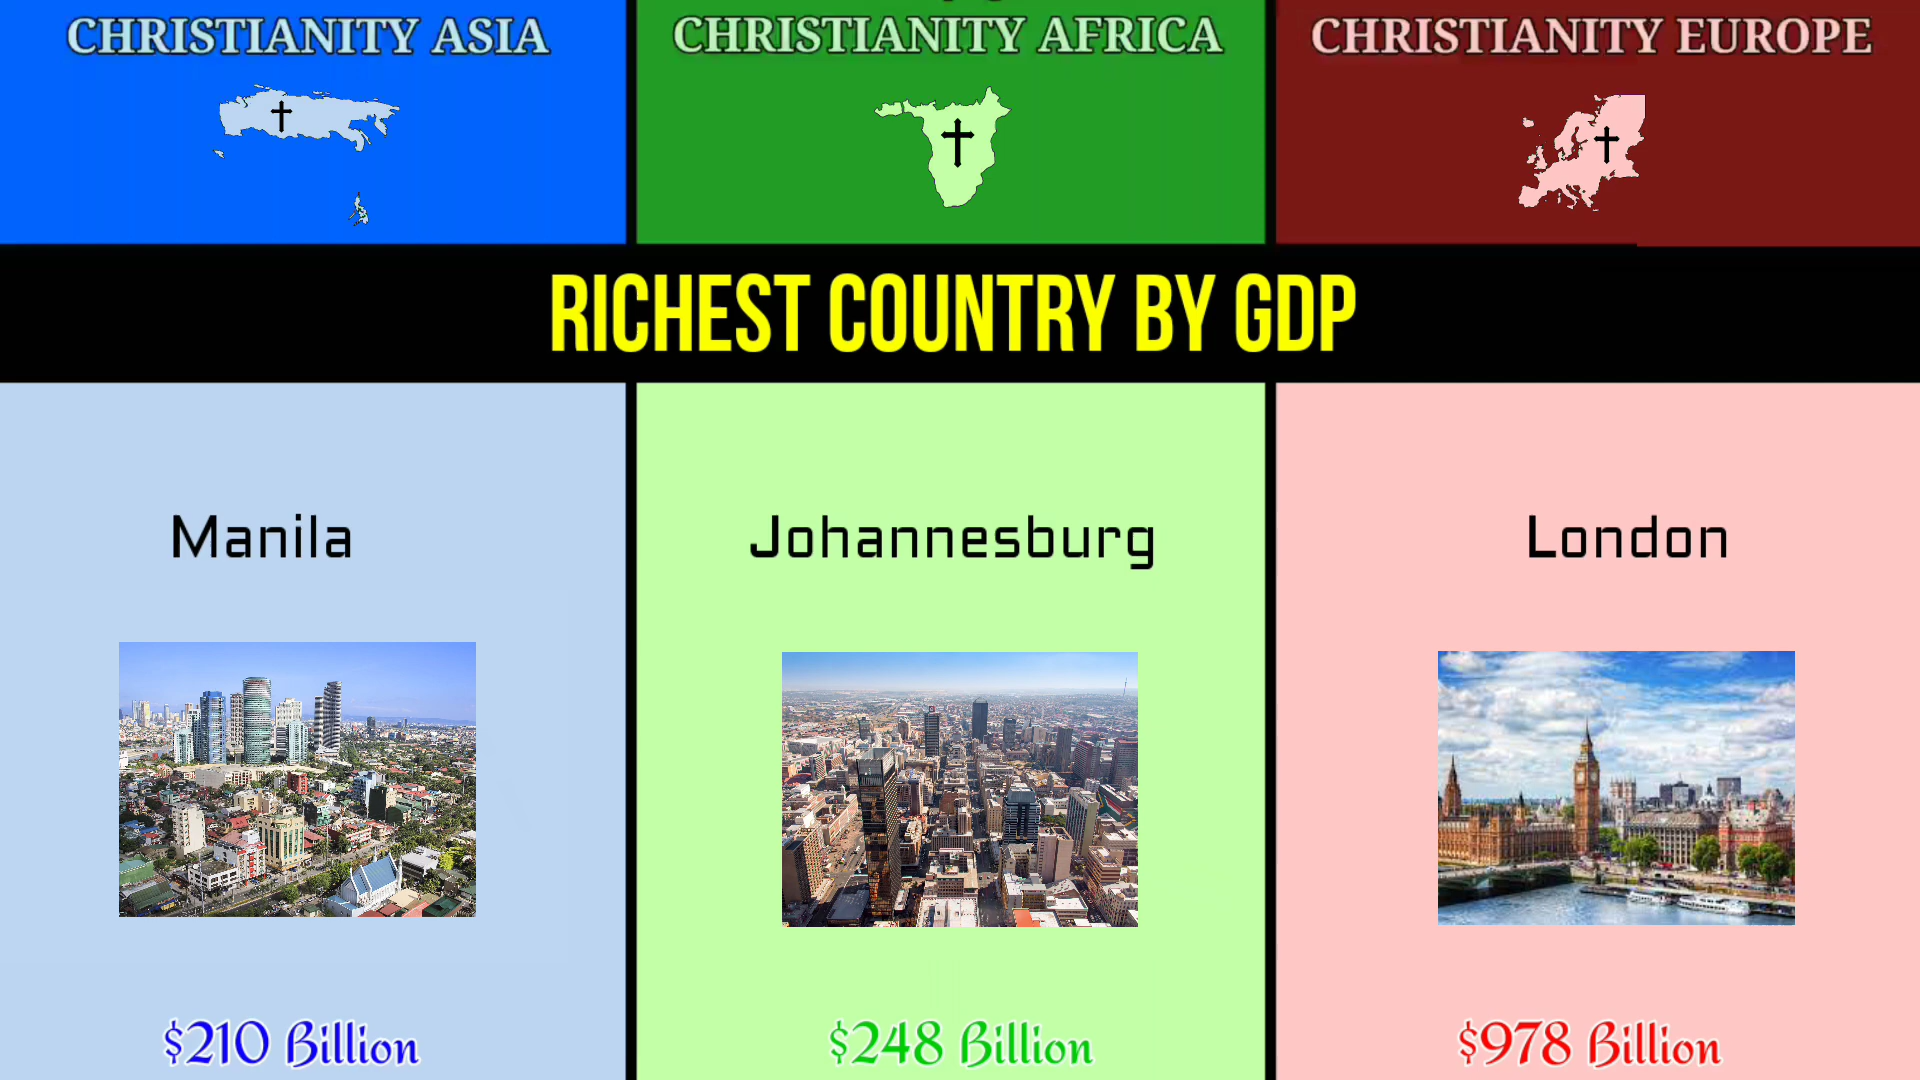 CHRISTIANITY ASIA
CHRISTIANITY AFRICA
CHRISTIANITY EUROPE
RICHEST COUNTRY BY GDP
Manila
Johannesburg
London
$210 Billion
$248 Billion
$978 Billion